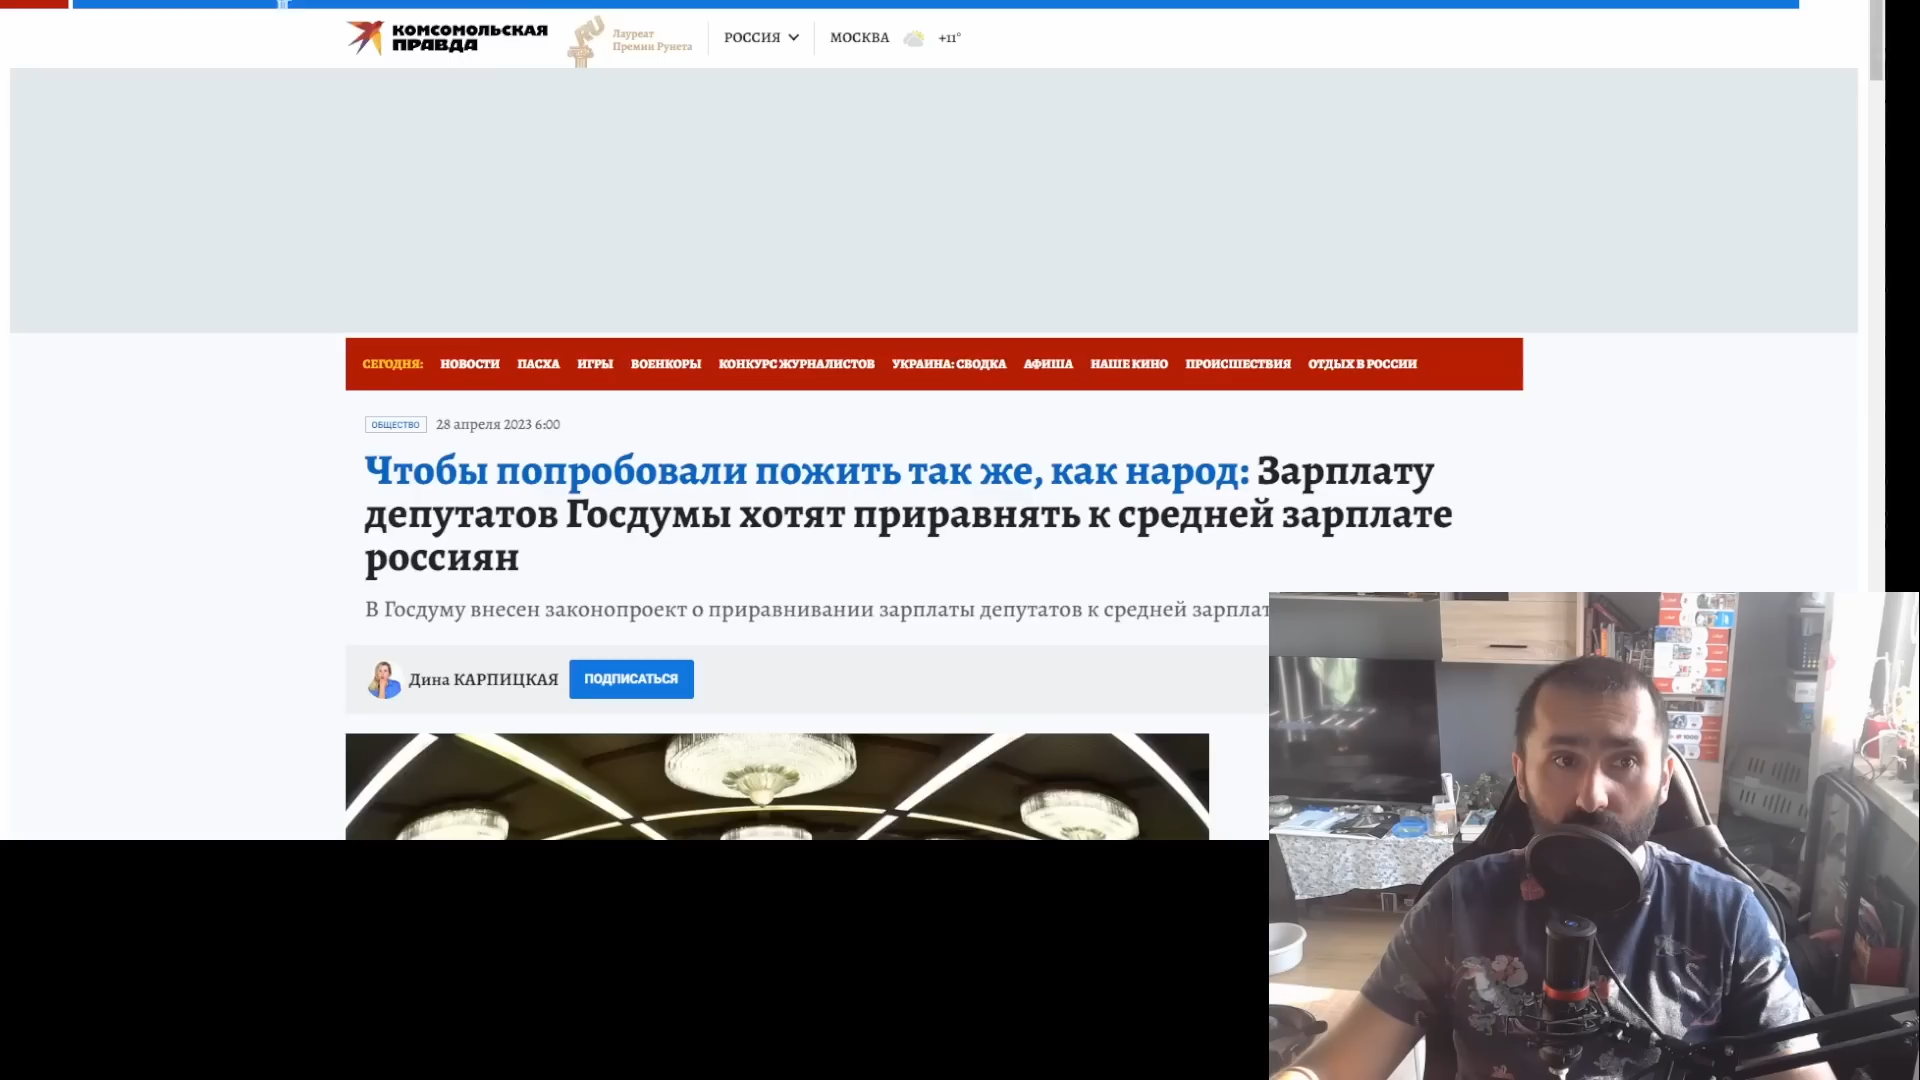 КОМСОМОЛЬСКАЯ
ПРАВДА
.RU
Лауреат
Премии Рунета
РОССИЯ
МОСКВА
+11°
СЕГОДНЯ: НОВОСТИ ПАСХА ИГРЫ ВОЕНКОРЫ КОНКУРС ЖУРНАЛИСТОВ УКРАИНА: СВОДКА АФИША НАШЕ КИНО ПРОИСШЕСТВИЯ ОТДЫХ В РОССИИ
ОБЩЕСТВО 28 апреля 2023 6:00
Чтобы попробовали пожить так же, как народ: Зарплату
депутатов Госдумы хотят приравнять к средней зарплате
россиян
В Госдуму внесен законопроект о приравнивании зарплаты депутатов к средней зарплат
Дина КАРПИЦКАЯ ПОДПИСАТЬСЯ